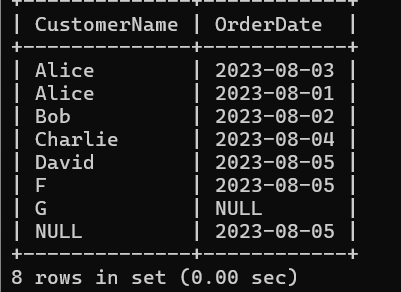 +--------------+------------+
| CustomerName | OrderDate  |
+--------------+------------+
| Alice        | 2023-08-03 |
| Alice        | 2023-08-01 |
| Bob          | 2023-08-02 |
| Charlie      | 2023-08-04 |
| David        | 2023-08-05 |
| F            | 2023-08-05 |
| G            | NULL       |
| NULL         | 2023-08-05 |
+--------------+------------+
8 rows in set (0.00 sec)